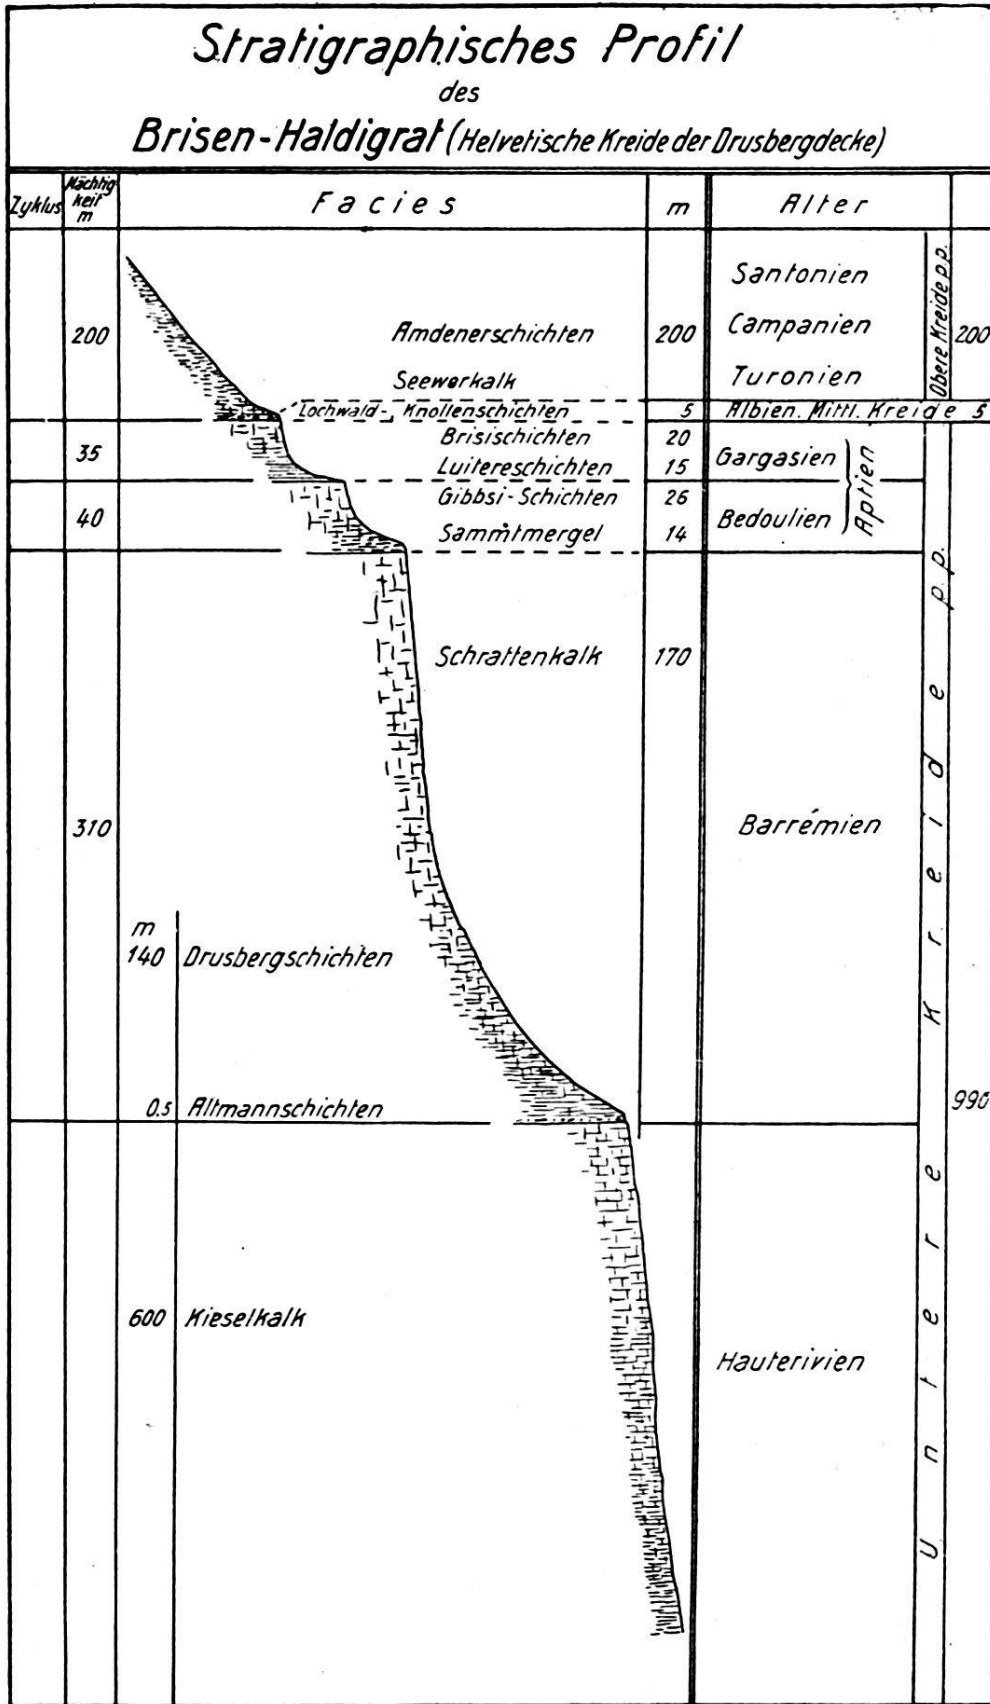 Stratigraphisches Profil
des
Brisen-Haldigrat (Helvetische Kreide der Drusbergdecke)
Zyklus Mächtig keit m Facies m Alter
Santonien
200 Amdenerschichten 200 Campanien 200
Seewerkalk Turonien
Obere Kreide p.p.
Lochwald-, Knollenschichten 5 Albien. Mittl. Kreide 5
Brisischichten 20
35 Luitereschichten 15 Gargasien
Gibbsi-Schichten 26
40 Sammtmergel 14 Bedoulien
Aptien
Schrattenkalk 170
310 Barrémien
m
140 Drusbergschichten
0.5 Altmannschichten
990
600 Kieselkalk
Hauterivien
Untere Kreide p.p.